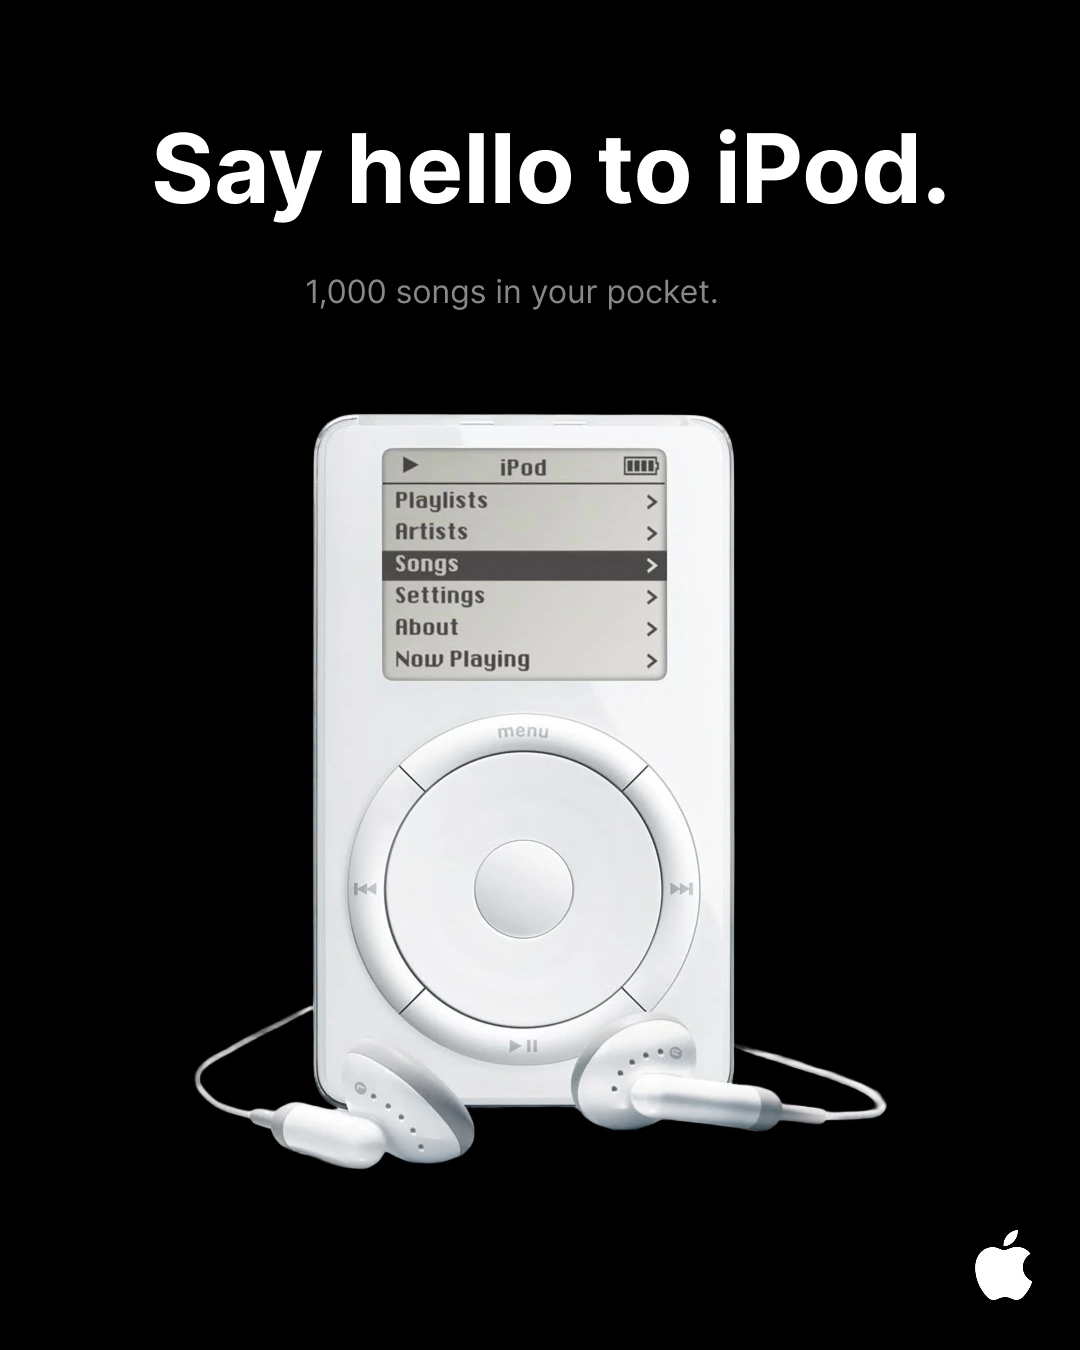 Say hello to iPod.
1,000 songs in your pocket.
iPod
Playlists
Artists
Songs
Settings
About
Now Playing
menu